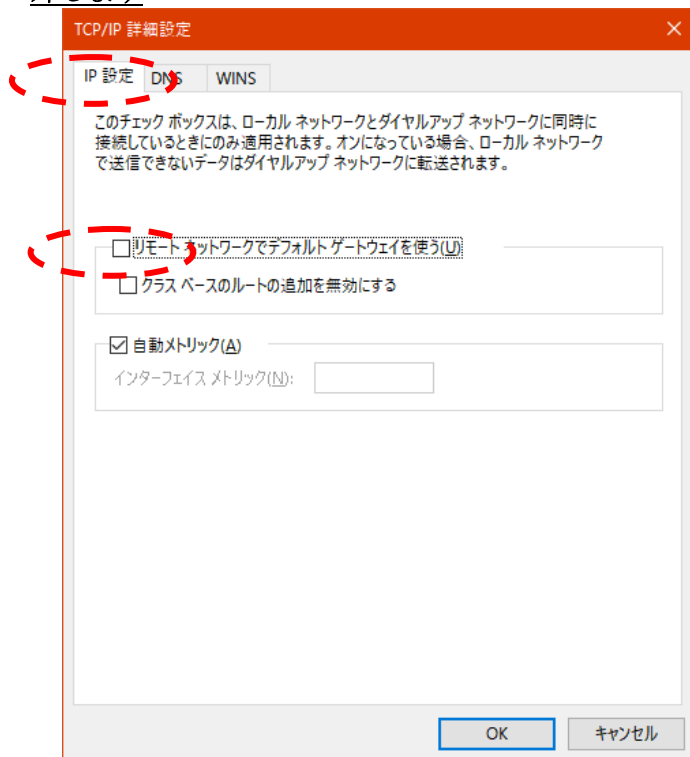 外します
TCP/IP 詳細設定
IP 設定 DNS WINS
このチェック ボックスは、ローカル ネットワークとダイヤルアップ ネットワークに同時に
接続しているときにのみ適用されます。オンになっている場合、ローカル ネットワーク
で送信できないデータはダイヤルアップ ネットワークに転送されます。
リモート ネットワークでデフォルト ゲートウェイを使う(U)
クラス ベースのルートの追加を無効にする
自動メトリック(A)
インターフェイス メトリック(N):
OK キャンセル